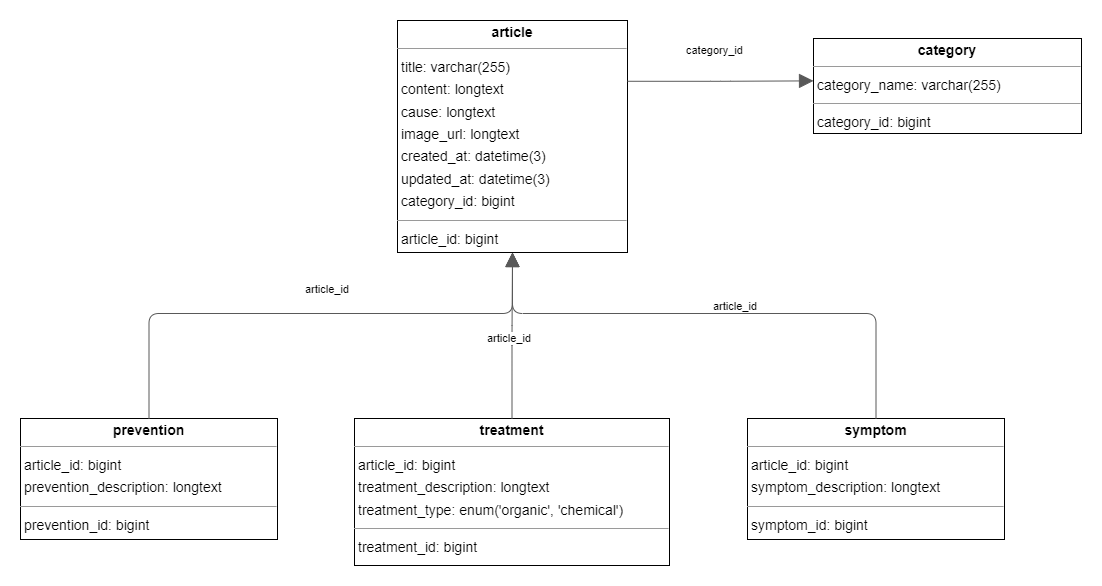 article
title: varchar(255)
content: longtext
cause: longtext
image_url: longtext
created_at: datetime(3)
updated_at: datetime(3)
category_id: bigint
article_id: bigint
category_id
category
category_name: varchar(255)
category_id: bigint
article_id
article_id
article_id
prevention
article_id: bigint
prevention_description: longtext
prevention_id: bigint
treatment
article_id: bigint
treatment_description: longtext
treatment_type: enum('organic', 'chemical')
treatment_id: bigint
symptom
article_id: bigint
symptom_description: longtext
symptom_id: bigint